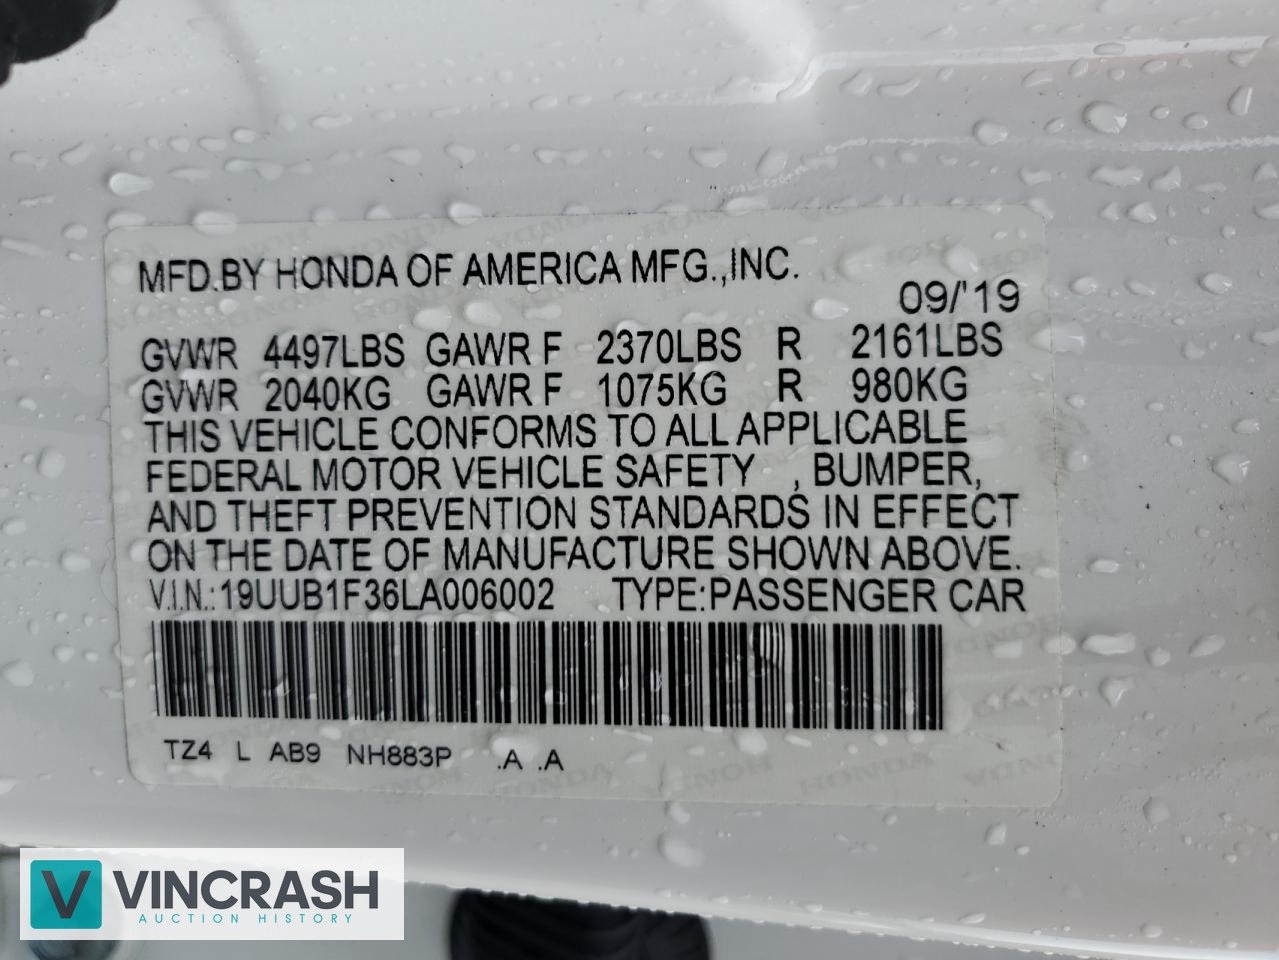 MFD.BY HONDA OF AMERICA MFG.,INC.
09/'19
GVWR 4497LBS GAWR F 2370LBS R 2161LBS
GVWR 2040KG GAWR F 1075KG R 980KG
THIS VEHICLE CONFORMS TO ALL APPLICABLE
FEDERAL MOTOR VEHICLE SAFETY , BUMPER,
AND THEFT PREVENTION STANDARDS IN EFFECT
ON THE DATE OF MANUFACTURE SHOWN ABOVE.
V.I.N.:19UUB1F36LA006002 TYPE:PASSENGER CAR
TZ4 L AB9 NH883P .A .A
V VINCRASH
AUCTION HISTORY